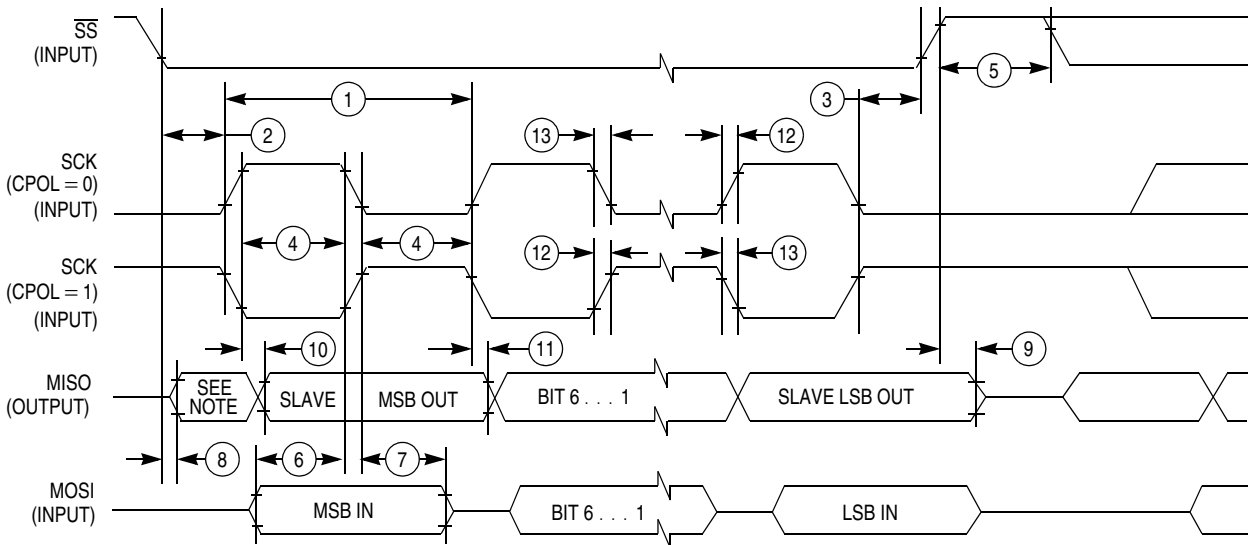 SS
(INPUT)
5
1
3
2
13
12
SCK
(CPOL = 0)
(INPUT)
4
4
12
13
SCK
(CPOL = 1)
(INPUT)
10
11
9
MISO
(OUTPUT)
SEE
NOTE
SLAVE
MSB OUT
BIT 6 . . . 1
SLAVE LSB OUT
8
6
7
MOSI
(INPUT)
MSB IN
BIT 6 . . . 1
LSB IN